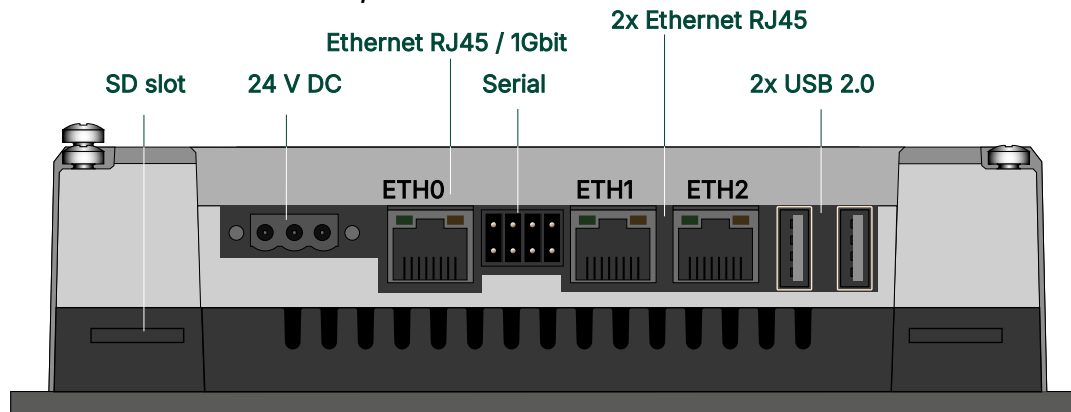 2x Ethernet RJ45
Ethernet RJ45 / 1Gbit
SD slot
24 V DC
Serial
2x USB 2.0
ETH0
ETH1
ETH2